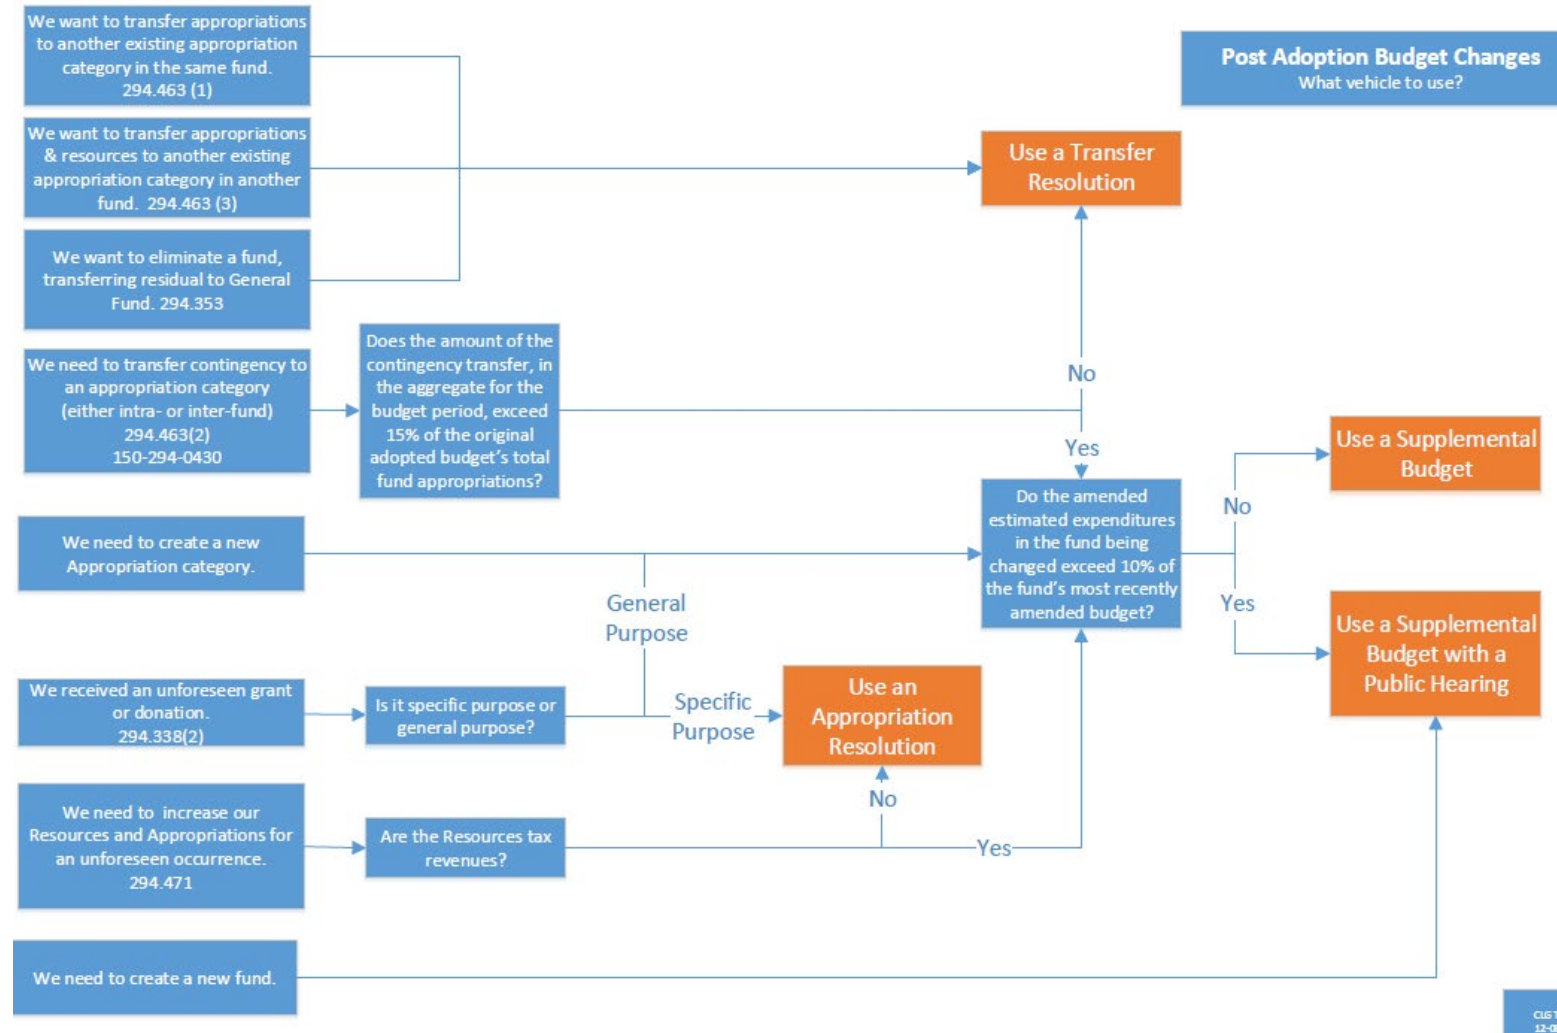 We want to transfer appropriations
to another existing appropriation
category in the same fund.
294.463 (1)
Post Adoption Budget Changes
What vehicle to use?
We want to transfer appropriations
& resources to another existing
appropriation category in another
fund.  294.463 (3)
Use a Transfer
Resolution
We want to eliminate a fund,
transferring residual to General
Fund. 294.353
We need to transfer contingency to
an appropriation category
(either intra- or inter-fund)
294.463(2)
150-294-0430
Does the amount of the
contingency transfer, in
the aggregate for the
budget period, exceed
15% of the original
adopted budget's total
fund appropriations?
No
Yes
Use a Supplemental
Budget
Do the amended
estimated expenditures
in the fund being
changed exceed 10% of
the fund's most recently
amended budget?
No
Yes
We need to create a new
Appropriation category.
General
Purpose
Use a Supplemental
Budget with a
Public Hearing
We received an unforeseen grant
or donation.
294.338(2)
Is it specific purpose or
general purpose?
Specific
Purpose
Use an
Appropriation
Resolution
No
We need to  increase our
Resources and Appropriations for
an unforeseen occurrence.
294.471
Are the Resources tax
revenues?
Yes
We need to create a new fund.